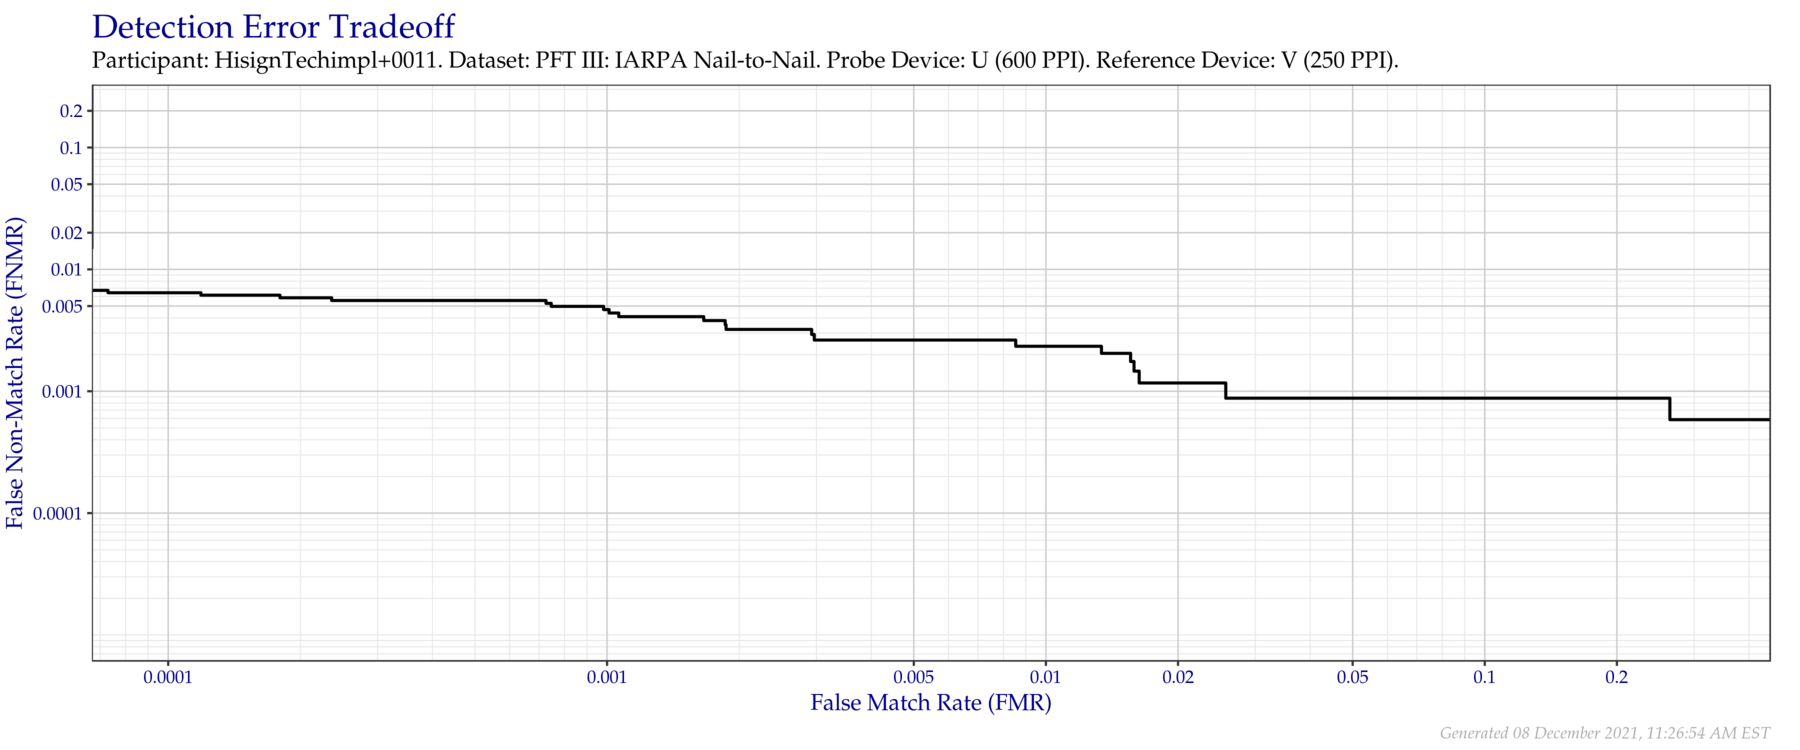 Detection Error Tradeoff
Participant: HisignTechimpl+0011. Dataset: PFT III: IARPA Nail-to-Nail. Probe Device: U (600 PPI). Reference Device: V (250 PPI).
False Non-Match Rate (FNMR)
0.2
0.1
0.05
0.02
0.01
0.005
0.001
0.0001
0.0001 0.001 0.005 0.01 0.02 0.05 0.1 0.2
False Match Rate (FMR)
Generated 08 December 2021, 11:26:54 AM EST